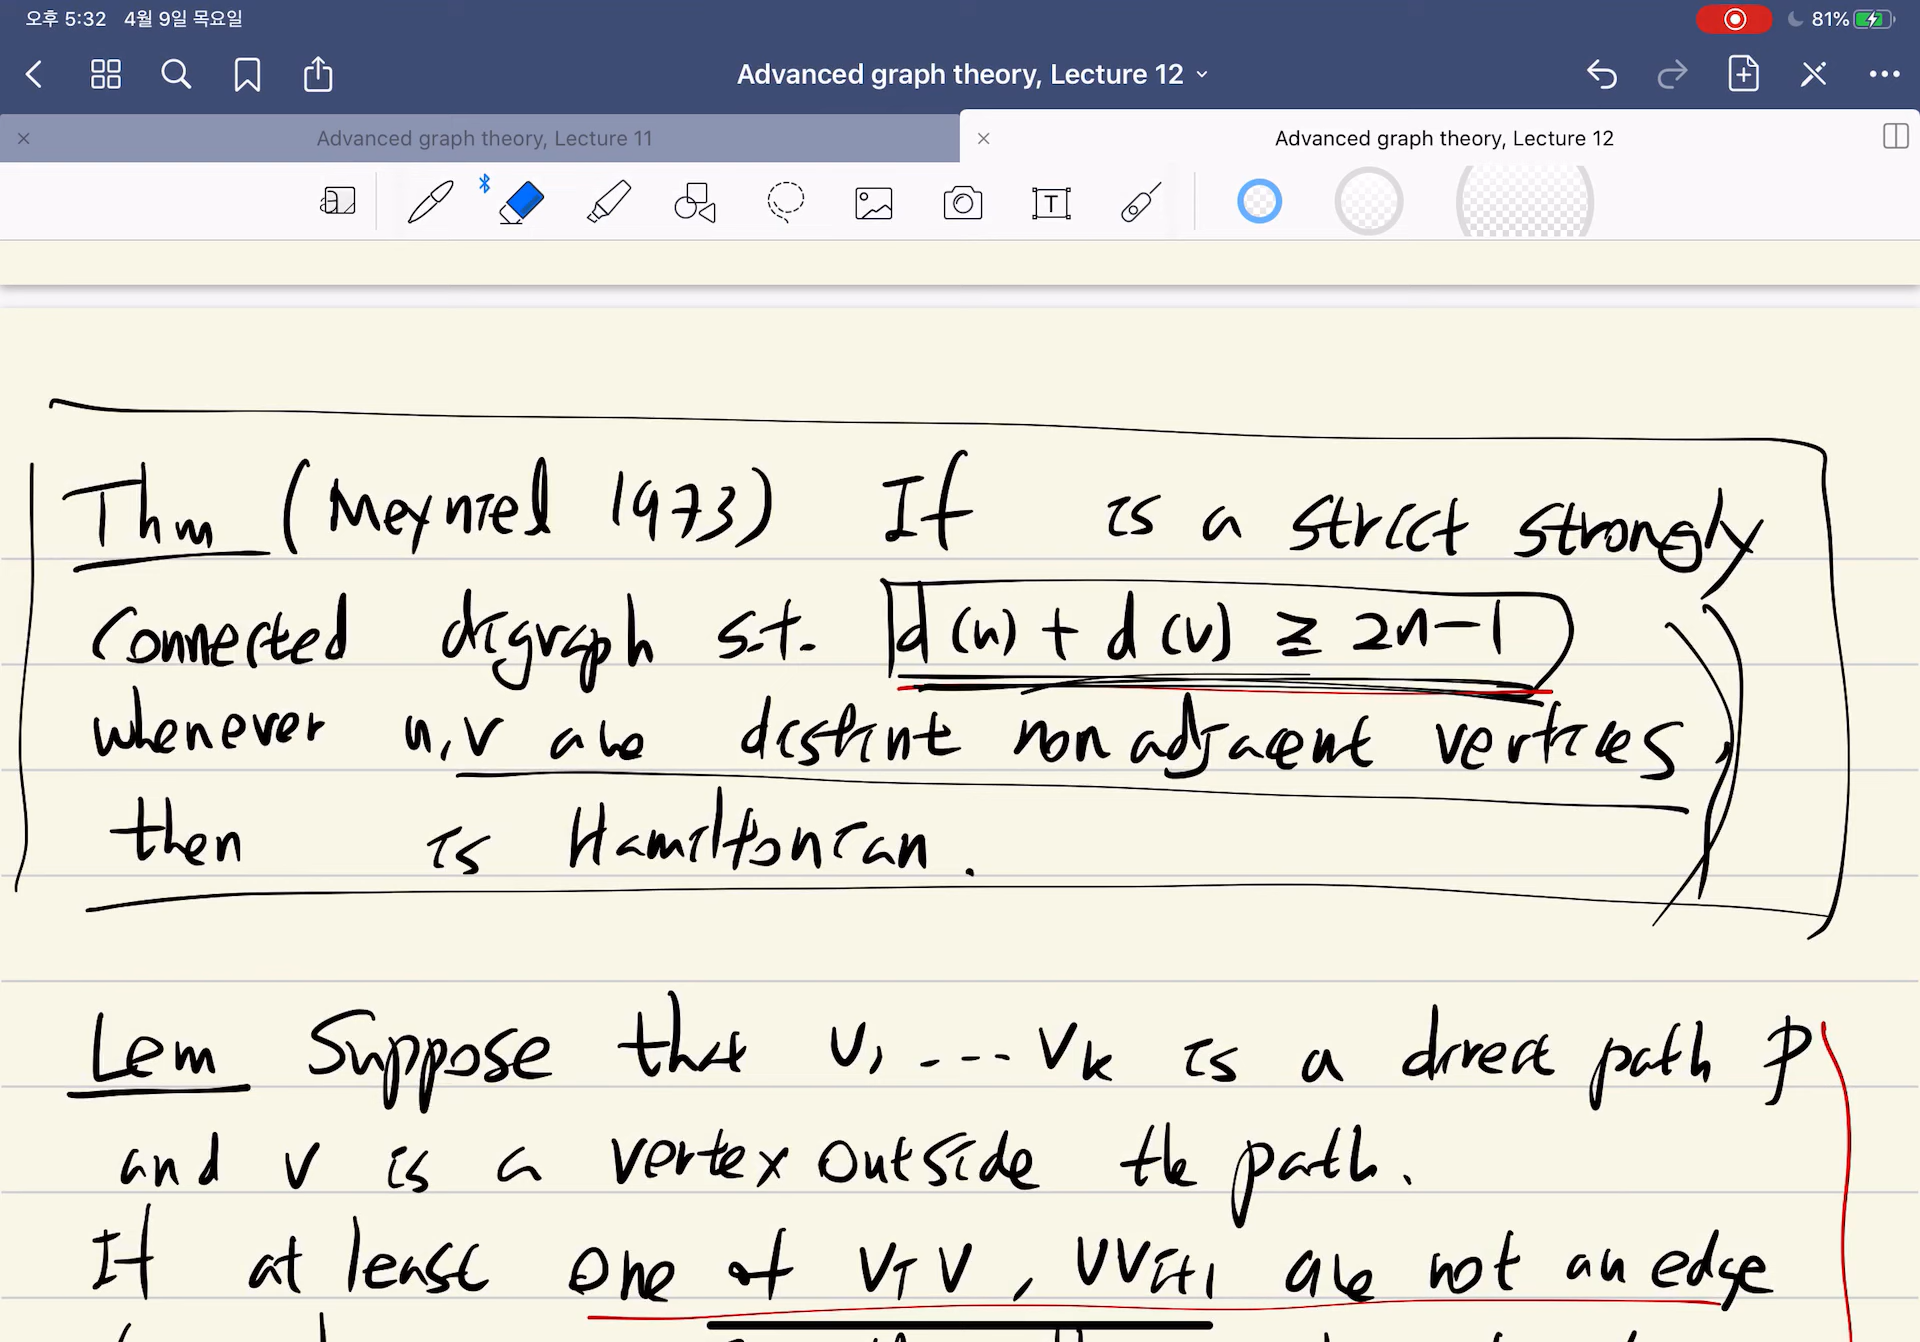 오후 5:32 4월 9일 목요일
81%
Advanced graph theory, Lecture 12
Advanced graph theory, Lecture 11
Advanced graph theory, Lecture 12
Thm (Meyniel 1973) If is a strict strongly
connected digraph s.t. d(u) + d(v) ≥ 2n-1
whenever u,v are distint nonadjacent vertices,
then is Hamiltonian.
Lem Suppose that v1 ... vk is a direct path P
and v is a vertex outside the path.
If at least one of viv, vvi+1 are not an edge